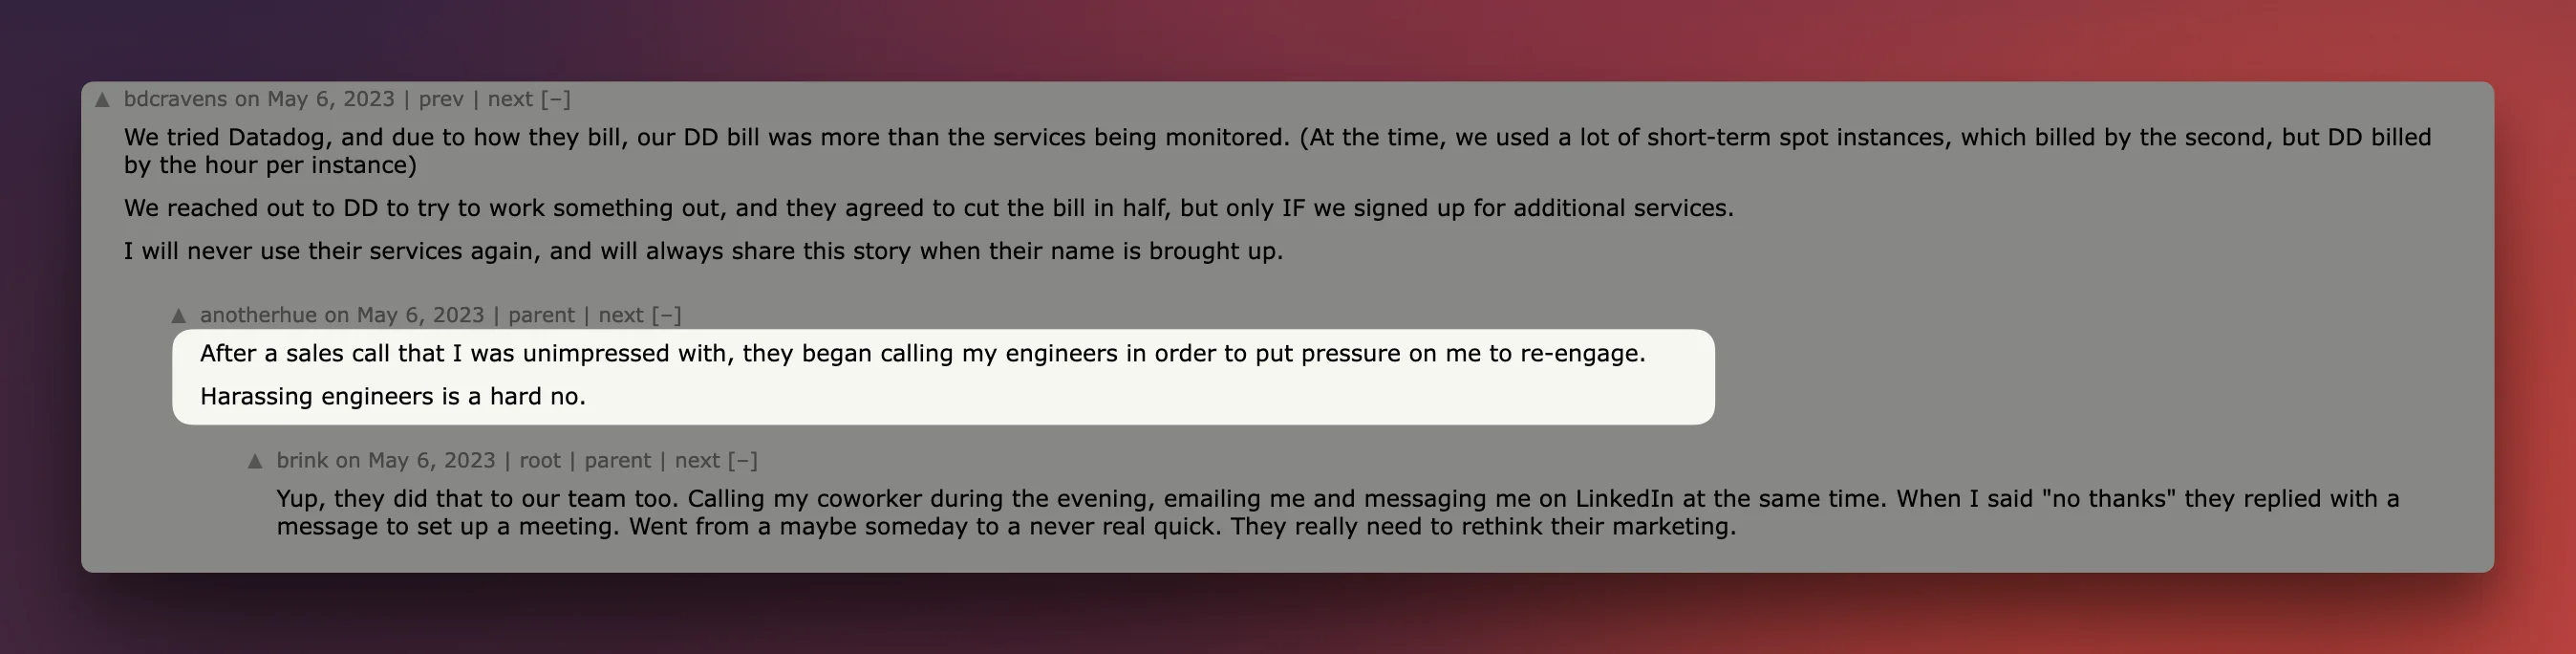 ▲ bdcravens on May 6, 2023 | prev | next [–]
We tried Datadog, and due to how they bill, our DD bill was more than the services being monitored. (At the time, we used a lot of short-term spot instances, which billed by the second, but DD billed
by the hour per instance)
We reached out to DD to try to work something out, and they agreed to cut the bill in half, but only IF we signed up for additional services.
I will never use their services again, and will always share this story when their name is brought up.
▲ anotherhue on May 6, 2023 | parent | next [–]
After a sales call that I was unimpressed with, they began calling my engineers in order to put pressure on me to re-engage.
Harassing engineers is a hard no.
▲ brink on May 6, 2023 | root | parent | next [–]
Yup, they did that to our team too. Calling my coworker during the evening, emailing me and messaging me on LinkedIn at the same time. When I said "no thanks" they replied with a
message to set up a meeting. Went from a maybe someday to a never real quick. They really need to rethink their marketing.